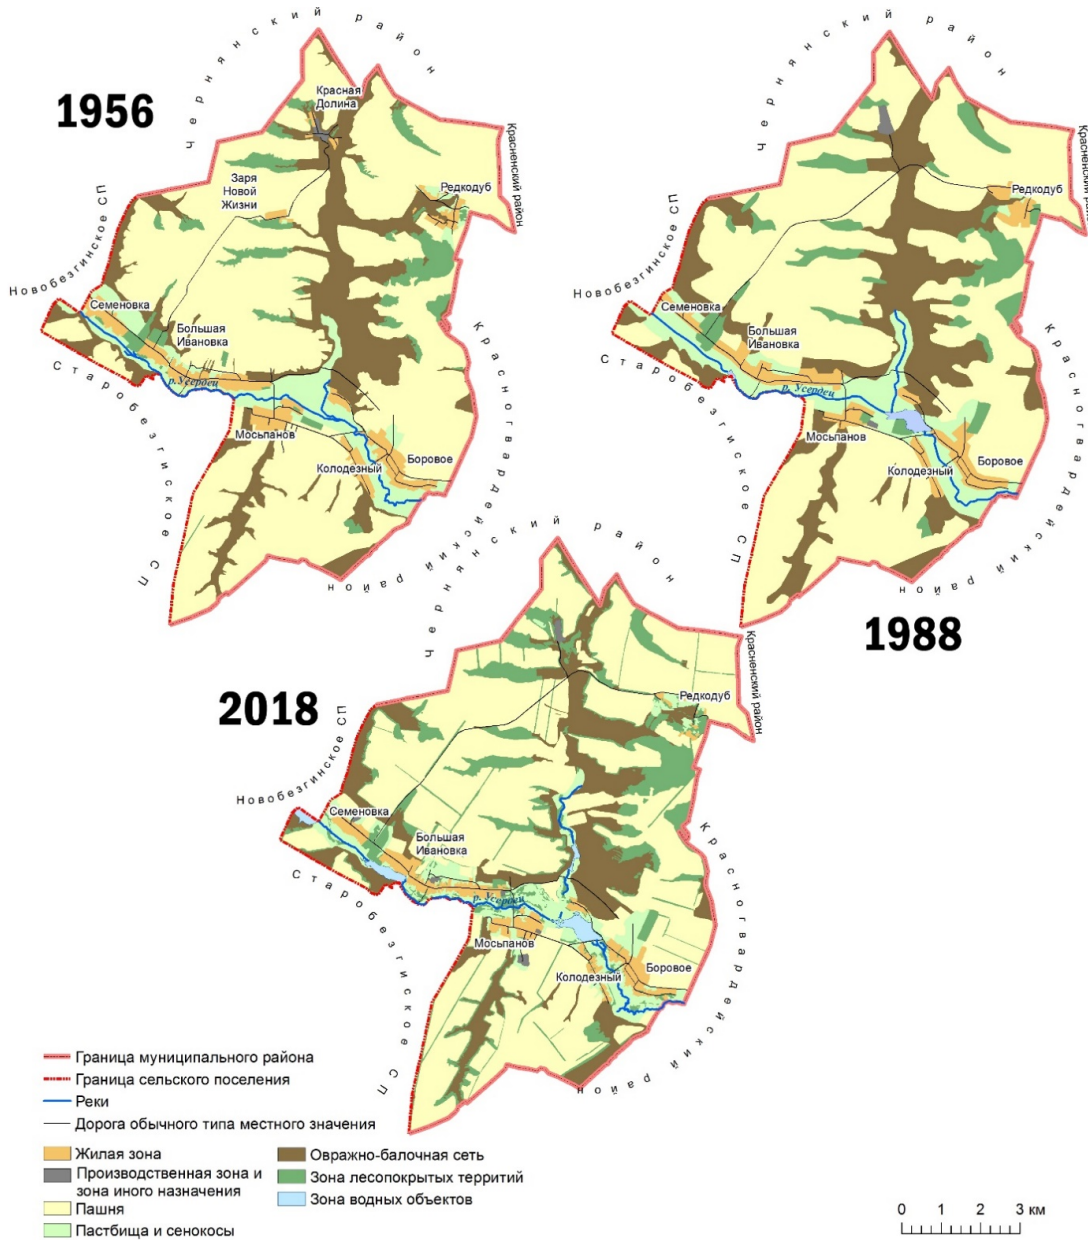 Чернянский район
1956
Красная
Долина
Красненский район
Заря
Новой
Жизни
Редкодуб
Новобезгинское СП
Семеновка
Большая
Ивановка
р. Усердец
Мосьпанов
Колодезный
Боровое
Старобезгиское СП
Красногвардейский район
Чернянский район
Красненский район
Редкодуб
Новобезгинское СП
Семеновка
Большая
Ивановка
р. Усердец
Мосьпанов
Колодезный
Боровое
Старобезгиское СП
Красногвардейский район
1988
Чернянский район
2018
Красненский район
Редкодуб
Новобезгинское СП
Семеновка
Большая
Ивановка
р. Усердец
Мосьпанов
Колодезный
Боровое
Старобезгиское СП
Красногвардейский район
Граница муниципального района
Граница сельского поселения
Реки
Дорога обычного типа местного значения
Жилая зона
Производственная зона и
зона иного назначения
Пашня
Пастбища и сенокосы
Овражно-балочная сеть
Зона лесопокрытых территий
Зона водных объектов
0 1 2 3 км